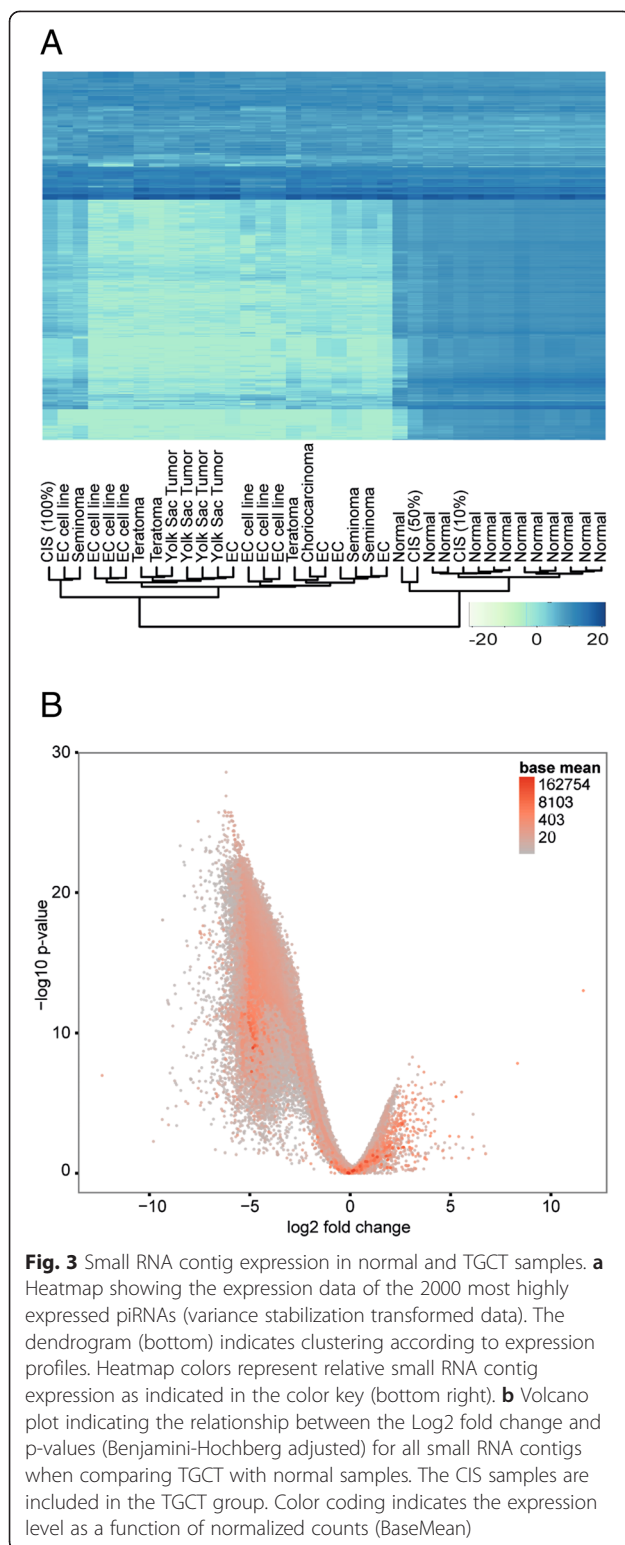 A
CIS (100%)
EC cell line
Seminoma
EC cell line
EC cell line
EC cell line
Teratoma
Teratoma
Yolk Sac Tumor
Yolk Sac Tumor
Yolk Sac Tumor
Yolk Sac Tumor
EC
EC cell line
EC cell line
EC cell line
Teratoma
Choriocarcinoma
EC
EC
Seminoma
Seminoma
EC
Normal
CIS (50%)
Normal
Normal
CIS (10%)
Normal
Normal
Normal
Normal
Normal
Normal
Normal
Normal
Normal
-20 0 20
B
30
20
10
0
−log10 p-value
base mean
162754
8103
403
20
−10 −5 0 5 10
log2 fold change
Fig. 3 Small RNA contig expression in normal and TGCT samples. a
Heatmap showing the expression data of the 2000 most highly
expressed piRNAs (variance stabilization transformed data). The
dendrogram (bottom) indicates clustering according to expression
profiles. Heatmap colors represent relative small RNA contig
expression as indicated in the color key (bottom right). b Volcano
plot indicating the relationship between the Log2 fold change and
p-values (Benjamini-Hochberg adjusted) for all small RNA contigs
when comparing TGCT with normal samples. The CIS samples are
included in the TGCT group. Color coding indicates the expression
level as a function of normalized counts (BaseMean)